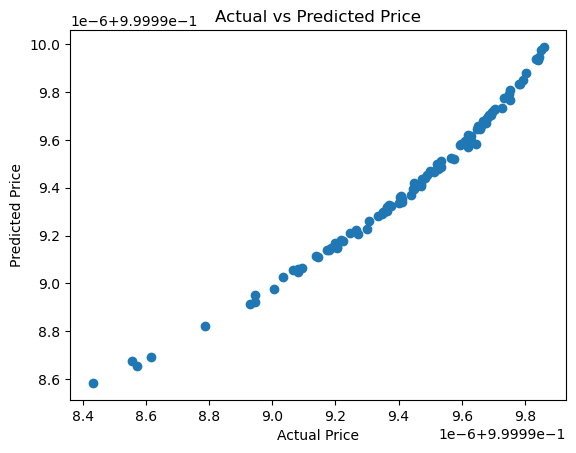 Actual vs Predicted Price
1e-6+9.9999e-1
10.0
9.8
9.6
9.4
9.2
9.0
8.8
8.6
Predicted Price
8.4 8.6 8.8 9.0 9.2 9.4 9.6 9.8
Actual Price
1e-6+9.9999e-1